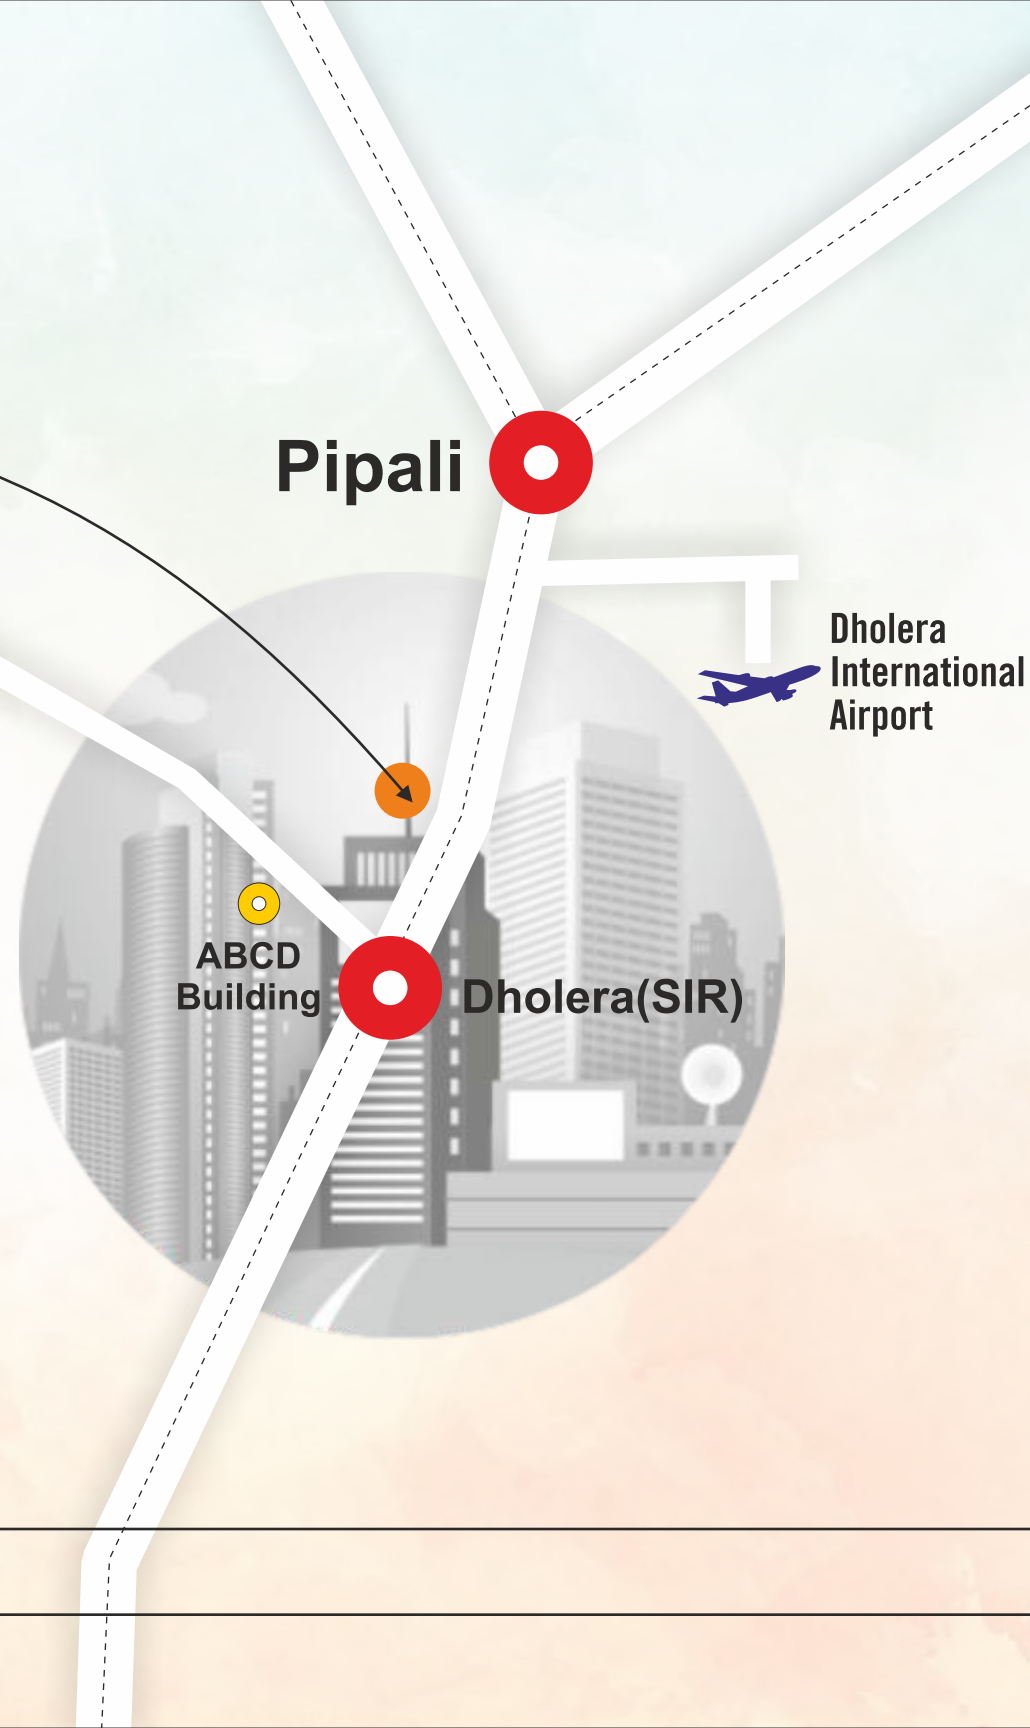 Pipali
Dholera
International
Airport
ABCD
Building
Dholera(SIR)